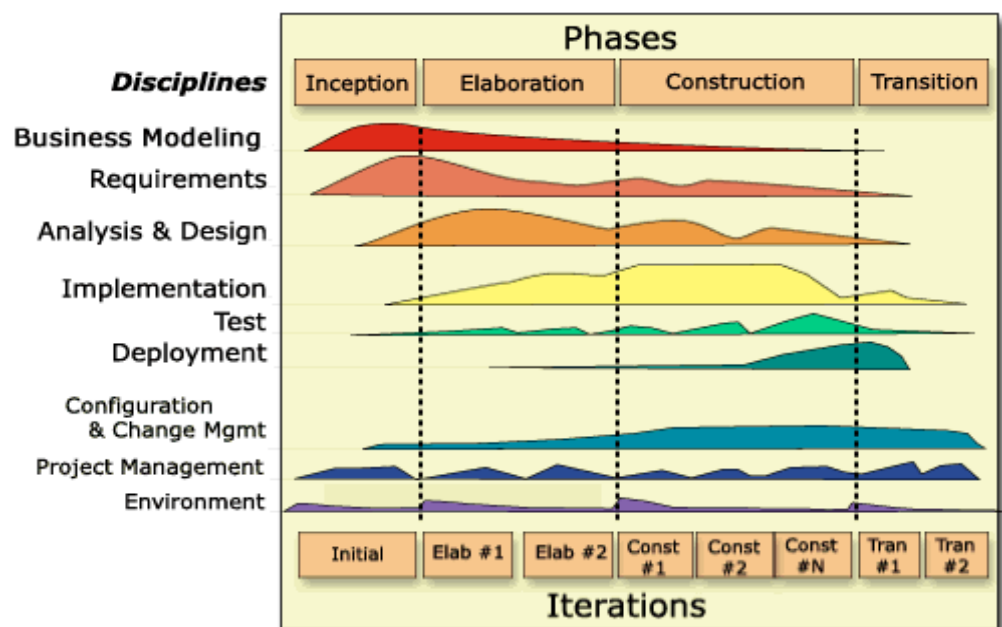 Phases
Disciplines
Inception
Elaboration
Construction
Transition
Business Modeling
Requirements
Analysis & Design
Implementation
Test
Deployment
Configuration
& Change Mgmt
Project Management
Environment
Initial
Elab #1
Elab #2
Const
#1
Const
#2
Const
#N
Tran
#1
Tran
#2
Iterations